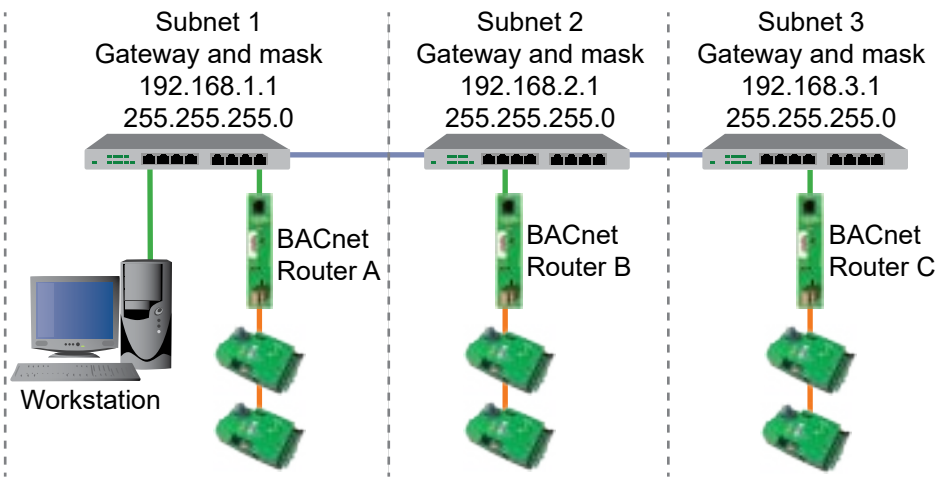 Subnet 1
Gateway and mask
192.168.1.1
255.255.255.0
Subnet 2
Gateway and mask
192.168.2.1
255.255.255.0
Subnet 3
Gateway and mask
192.168.3.1
255.255.255.0
BACnet
Router A
BACnet
Router B
BACnet
Router C
Workstation